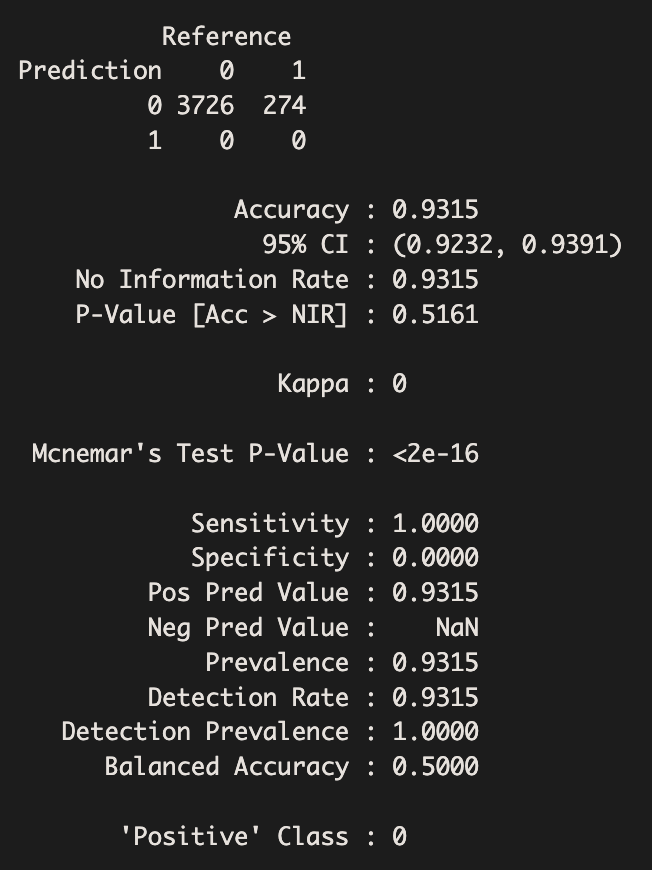 Reference
Prediction 0 1
0 3726 274
1 0 0
Accuracy : 0.9315
95% CI : (0.9232, 0.9391)
No Information Rate : 0.9315
P-Value [Acc > NIR] : 0.5161
Kappa : 0
Mcnemar's Test P-Value : <2e-16
Sensitivity : 1.0000
Specificity : 0.0000
Pos Pred Value : 0.9315
Neg Pred Value : NaN
Prevalence : 0.9315
Detection Rate : 0.9315
Detection Prevalence : 1.0000
Balanced Accuracy : 0.5000
'Positive' Class : 0